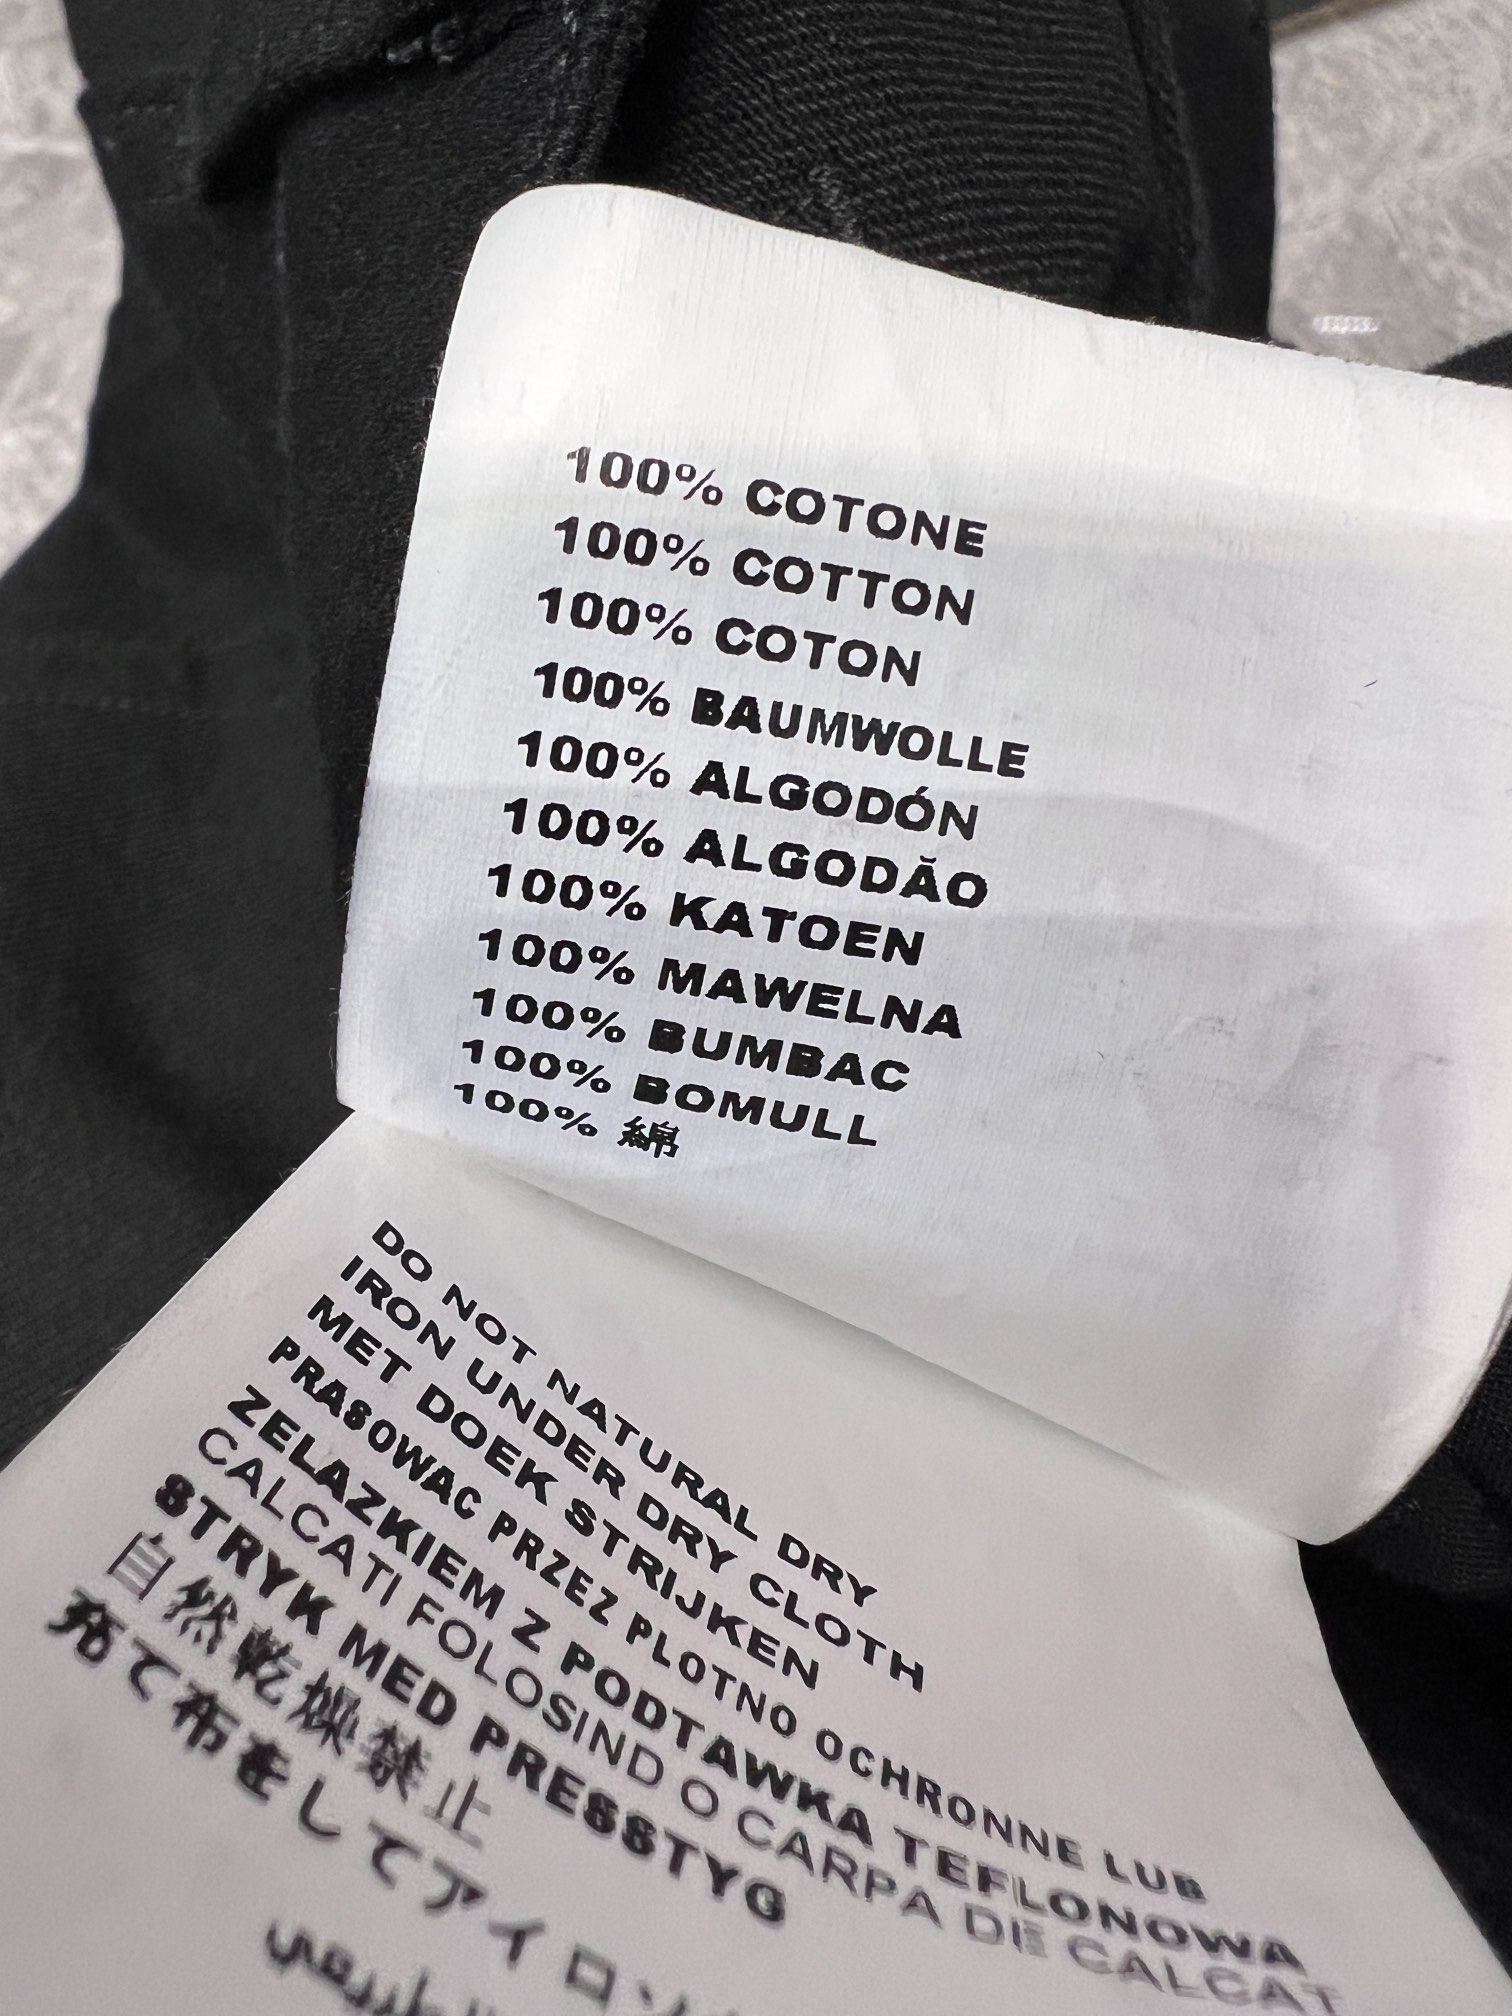 100% COTONE
100% COTTON
100% COTON
100% BAUMWOLLE
100% ALGODÓN
100% ALGODÃO
100% KATOEN
100% MAWELNA
100% BUMBAC
100% BOMULL
100% 綿
DO NOT NATURAL DRY
IRON UNDER DRY CLOTH
MET DOEK STRIJKEN
PRASOWAC PRZEZ PLOTNO OCHRONNE LUB
ZELAZKIEM Z PODTAWKA TEFLONOWA
CALCATI FOLOSIND O CARPA DE CALCAT
STRYK MED PRESSTYG
自然乾燥禁止
充て布をしてアイロン